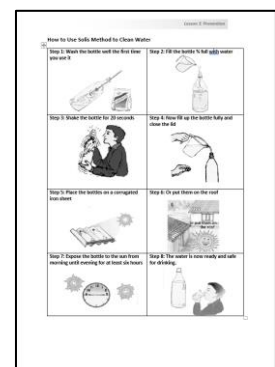 Lesson 2: Prevention
How to Use Solis Method to Clean Water
Step 1: Wash the bottle well the first time
you use it
Step 2: Fill the bottle ¾ full with water
Step 3: Shake the bottle for 20 seconds
Step 4: Now fill up the bottle fully and
close the lid
Step 5: Place the bottles on a corrugated
iron sheet
Step 6: Or put them on the roof
Step 7: Expose the bottle to the sun from
morning until evening for at least six hours
Step 8: The water is now ready and safe
for drinking.